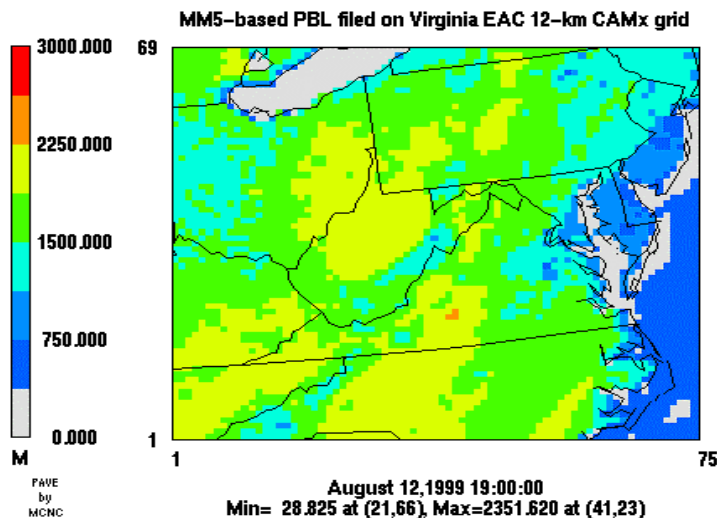 MM5-based PBL filed on Virginia EAC 12-km CAMx grid
3000.000
2250.000
1500.000
750.000
0.000
M
PAVE
by
MCNC
69
1
1
75
August 12,1999 19:00:00
Min= 28.825 at (21,66), Max=2351.620 at (41,23)